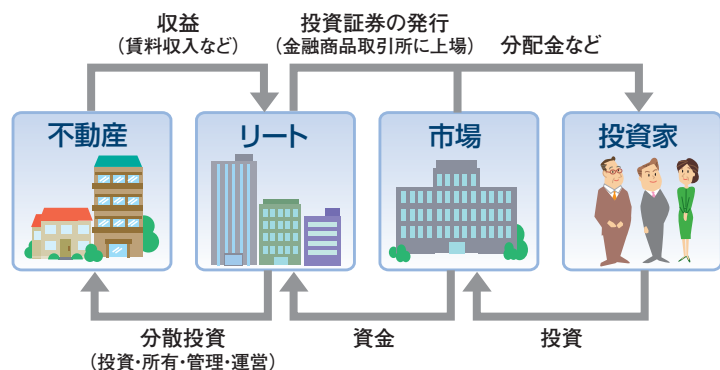 収益
(賃料収入など)
投資証券の発行
(金融商品取引所に上場)
分配金など
不動産
リート
市場
投資家
分散投資
(投資・所有・管理・運営)
資金
投資